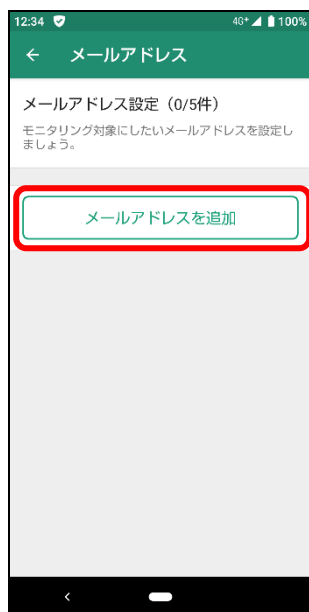 12:34 4G+ 100%
← メールアドレス
メールアドレス設定（0/5件）
モニタリング対象にしたいメールアドレスを設定し
ましょう。
メールアドレスを追加